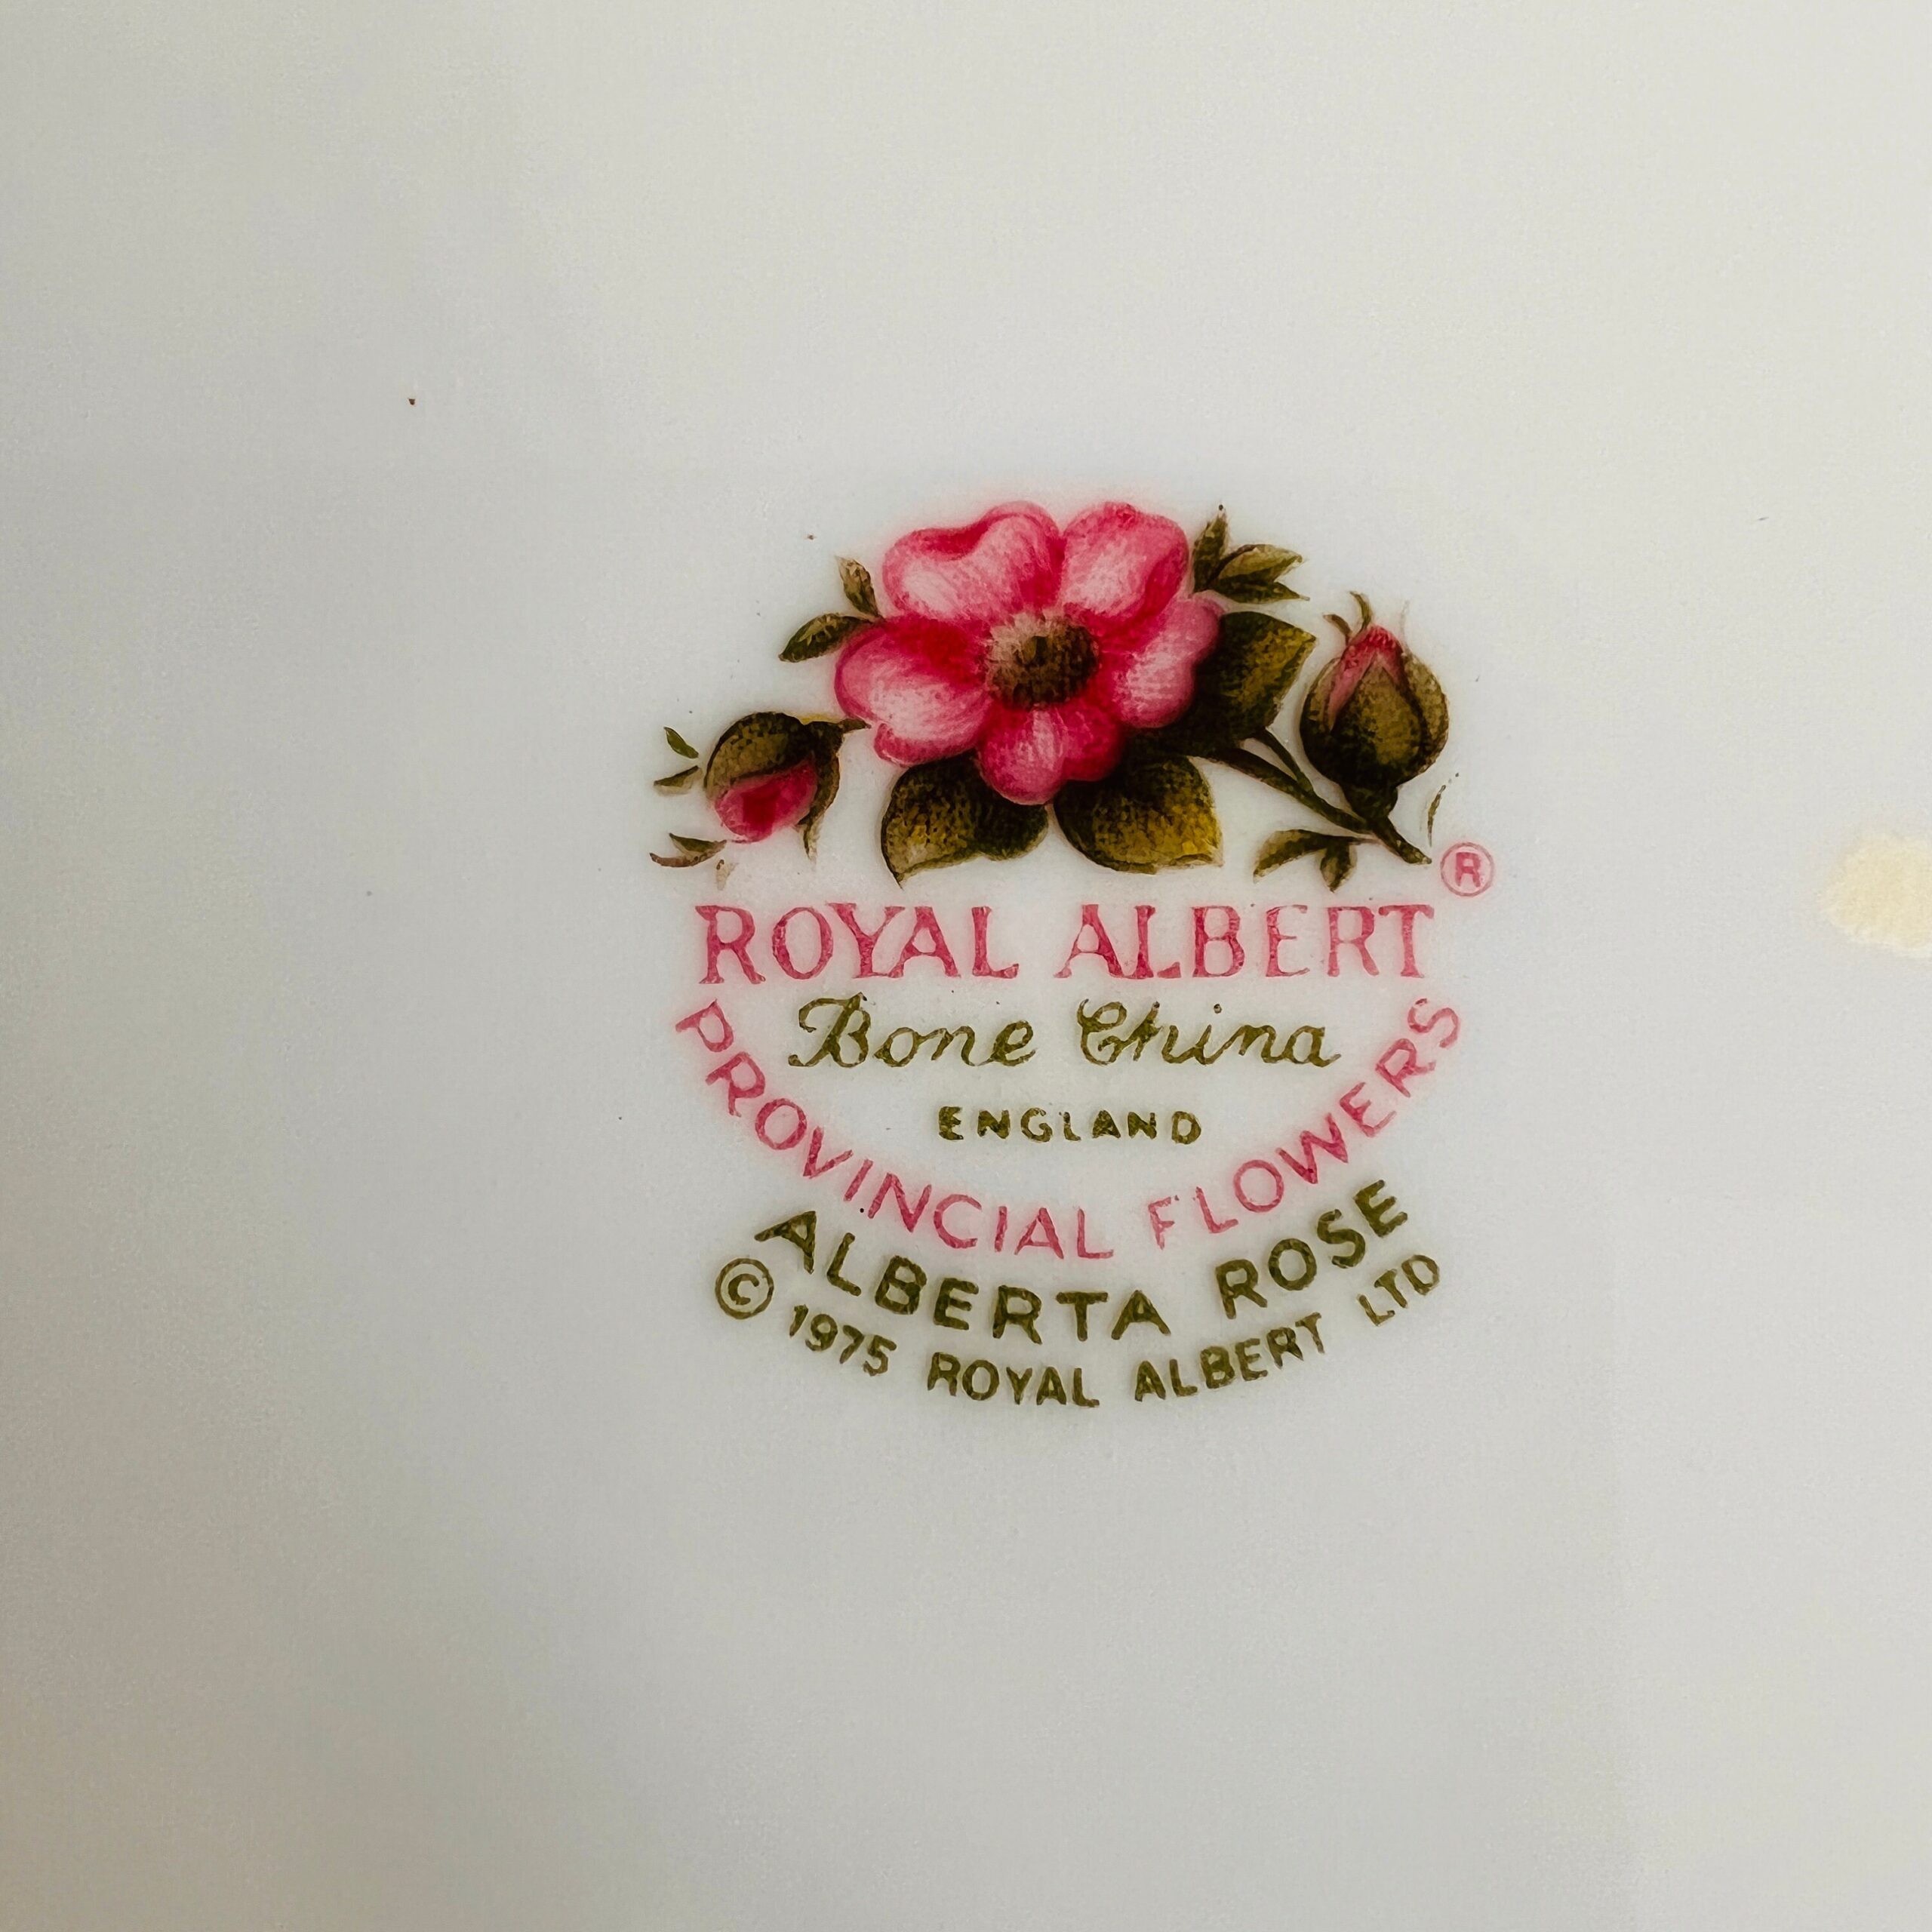 ®
ROYAL ALBERT
Bone China
ENGLAND
PROVINCIAL FLOWERS
ALBERTA ROSE
© 1975 ROYAL ALBERT LTD